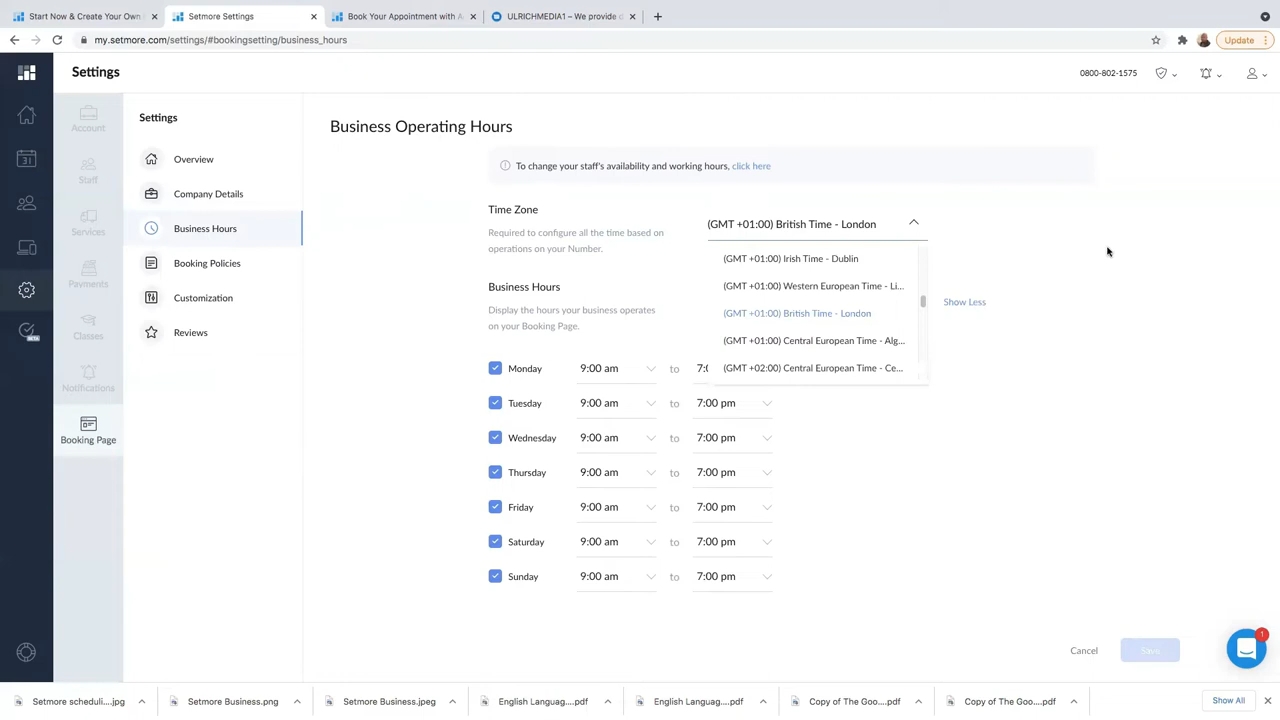 Start Now & Create Your Own
Setmore Settings
Book Your Appointment with A
ULRICHMEDIA1 – We provide
my.setmore.com/settings/#bookingsetting/business_hours
Update
Settings
0800-802-1575
Account
Staff
Services
Payments
Classes
Notifications
Booking Page
31
BETA
Settings
Overview
Company Details
Business Hours
Booking Policies
Customization
Reviews
Business Operating Hours
To change your staff's availability and working hours, click here
Time Zone
Required to configure all the time based on
operations on your Number.
(GMT +01:00) British Time - London
(GMT +01:00) Irish Time - Dublin
(GMT +01:00) Western European Time - Li...
(GMT +01:00) British Time - London
(GMT +01:00) Central European Time - Alg...
(GMT +02:00) Central European Time - Ce...
Business Hours
Display the hours your business operates
on your Booking Page.
Show Less
Monday 9:00 am to 7:0
Tuesday 9:00 am to 7:00 pm
Wednesday 9:00 am to 7:00 pm
Thursday 9:00 am to 7:00 pm
Friday 9:00 am to 7:00 pm
Saturday 9:00 am to 7:00 pm
Sunday 9:00 am to 7:00 pm
Cancel
Save
1
Setmore scheduli....jpg
Setmore Business.png
Setmore Business.jpeg
English Languag....pdf
English Languag....pdf
Copy of The Goo....pdf
Copy of The Goo....pdf
Show All